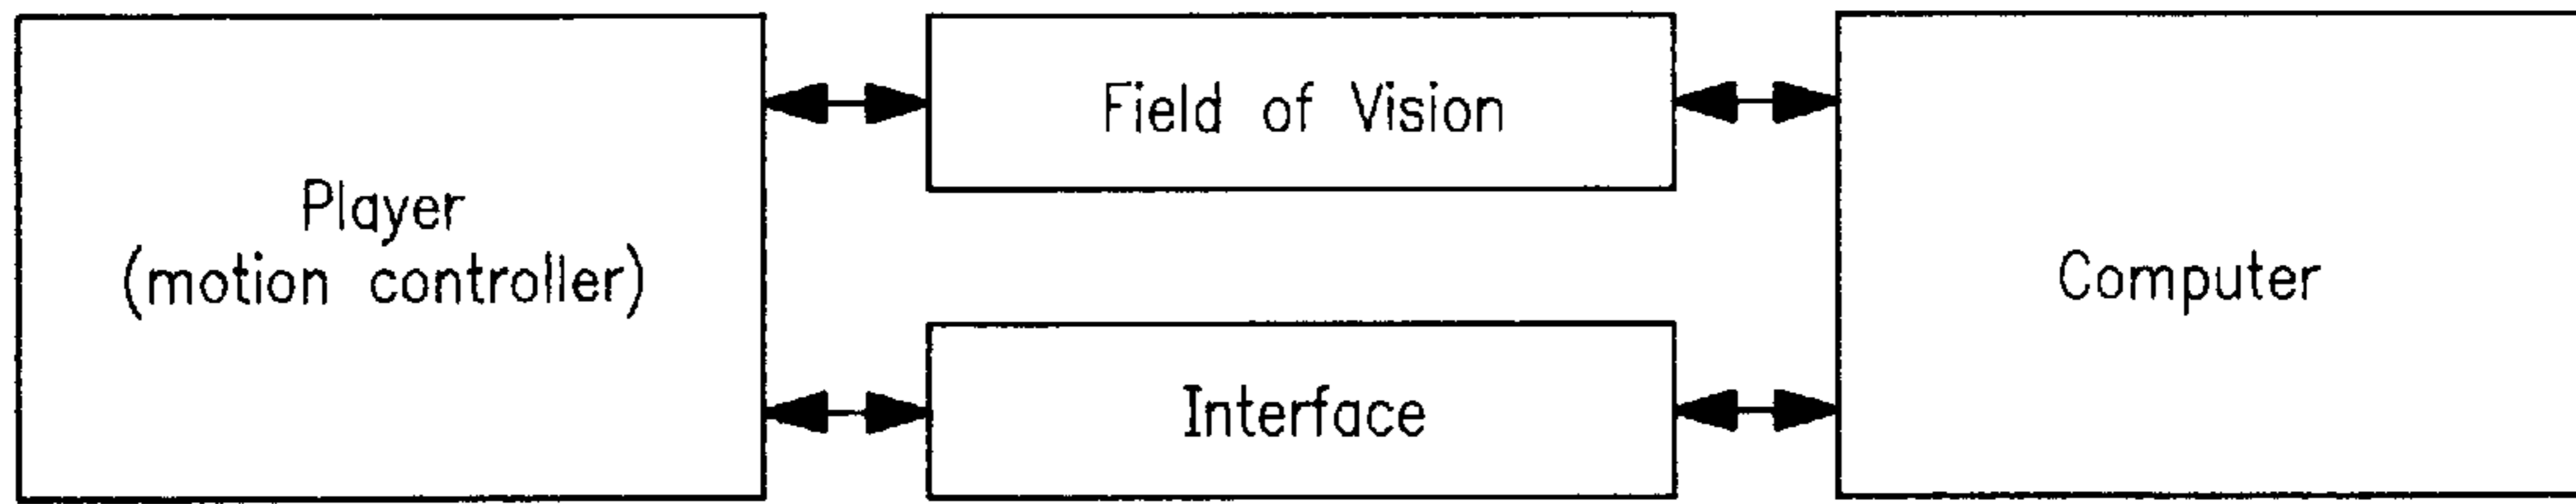 Player
(motion controller)
Field of Vision
Interface
Computer